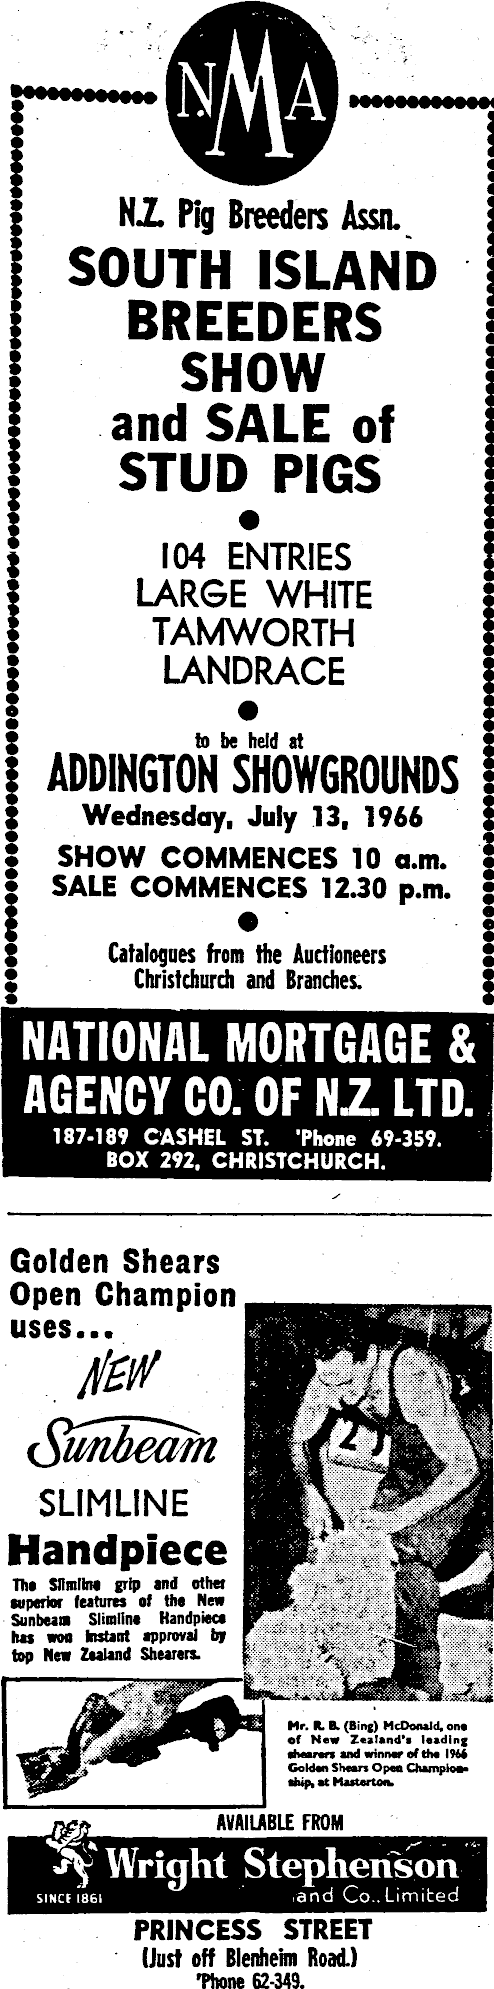 N.MA
N.Z. Pig Breeders Assn.
SOUTH ISLAND
BREEDERS
SHOW
and SALE of
STUD PIGS
104 ENTRIES
LARGE WHITE
TAMWORTH
LANDRACE
to be held at
ADDINGTON SHOWGROUNDS
Wednesday, July 13, 1966
SHOW COMMENCES 10 a.m.
SALE COMMENCES 12.30 p.m.
Catalogues from the Auctioneers
Christchurch and Branches.
NATIONAL MORTGAGE &
AGENCY CO. OF N.Z. LTD.
187-189 CASHEL ST. 'Phone 69-359.
BOX 292, CHRISTCHURCH.
Golden Shears
Open Champion
uses...
NEW
Sunbeam
SLIMLINE
Handpiece
The Slimline grip and other
superior features of the New
Sunbeam Slimline Handpiece
has won instant approval by
top New Zealand Shearers.
Mr. R. B. (Bing) McDonald, one
of New Zealand's leading
shearers and winner of the 1966
Golden Shears Open Champion-
ship, at Masterton.
AVAILABLE FROM
Wright Stephenson
SINCE 1861
and Co., Limited
PRINCESS STREET
(Just off Blenheim Road.)
'Phone 62-349.